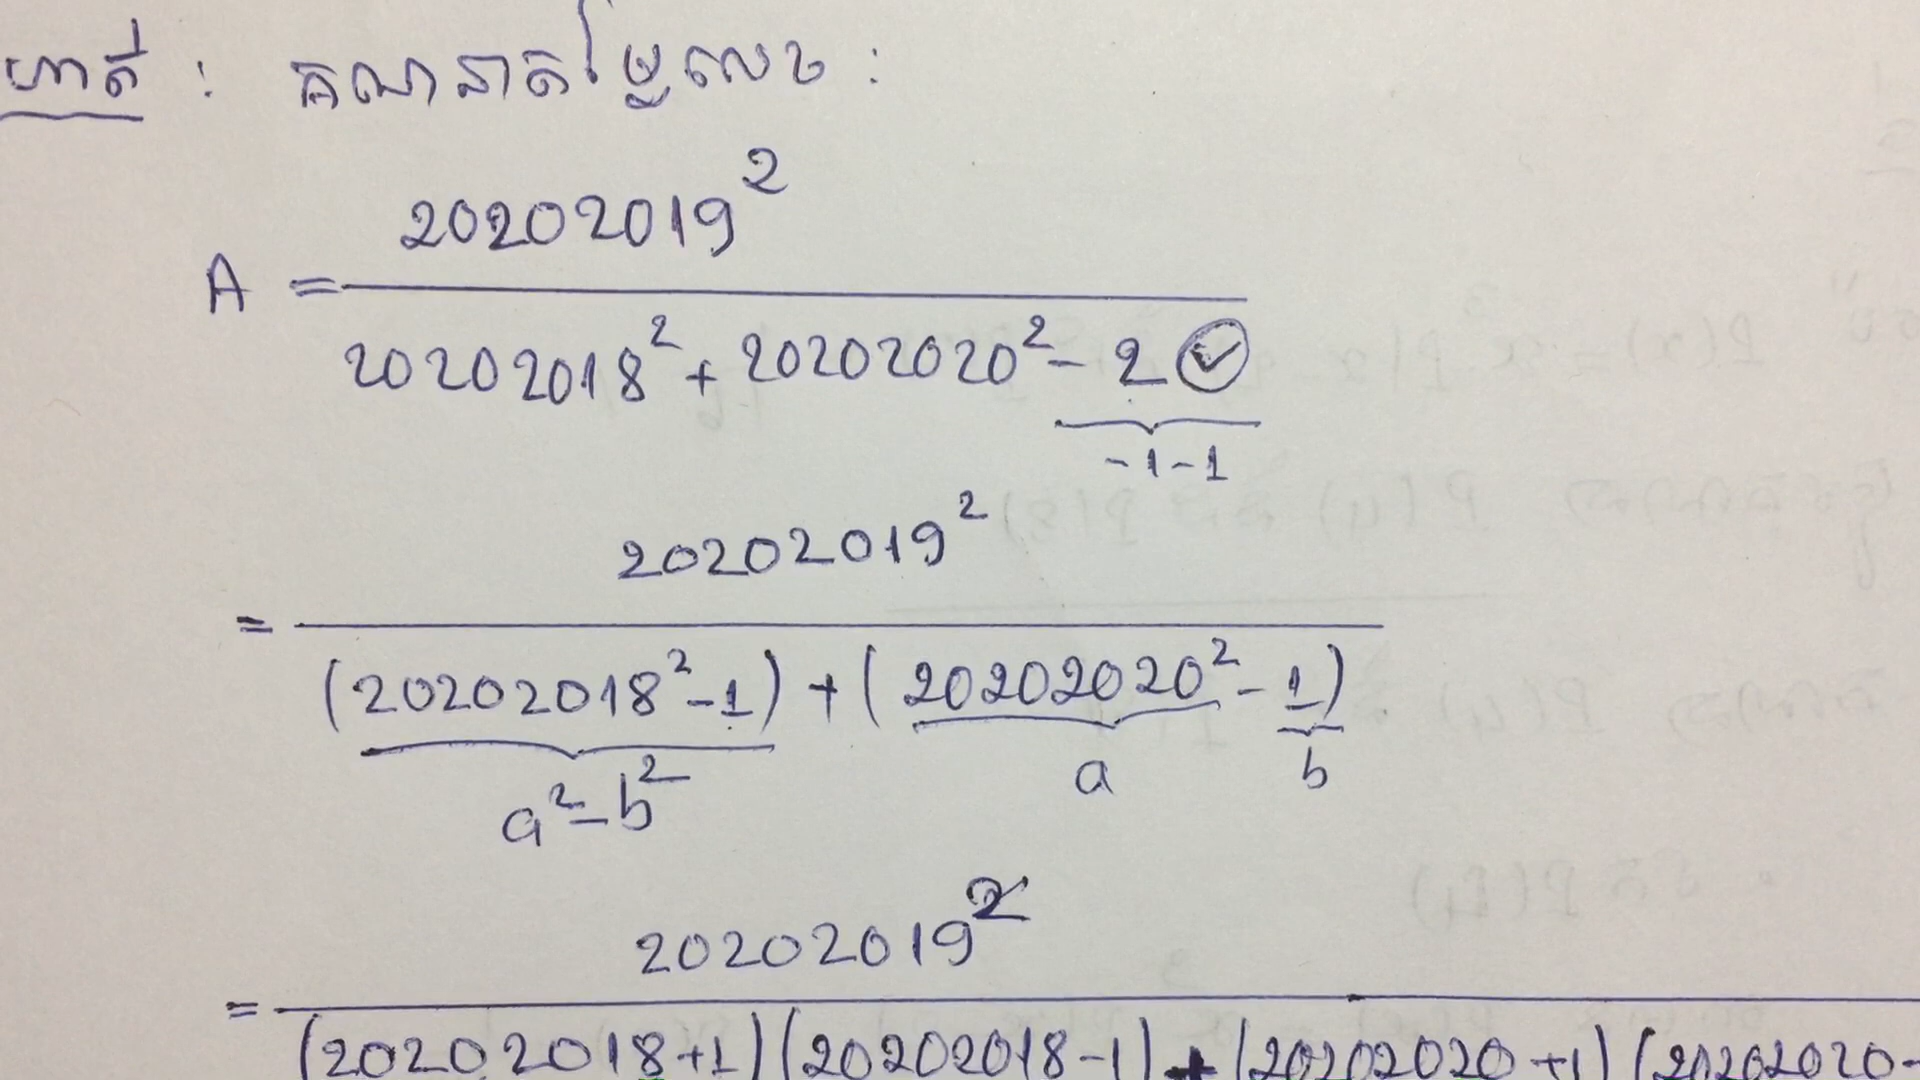 ហាត់ : គណនាតម្លៃលេខ :
20202019²
A = ―
20202018² + 20202020² - 2 ✓
-1-1
20202019²
= ―
(20202018² - 1) + (20202020² - 1)
a² - b² a b
20202019²
= ―
(20202018+1)(20202018-1) + (20202020+1)(20202020-